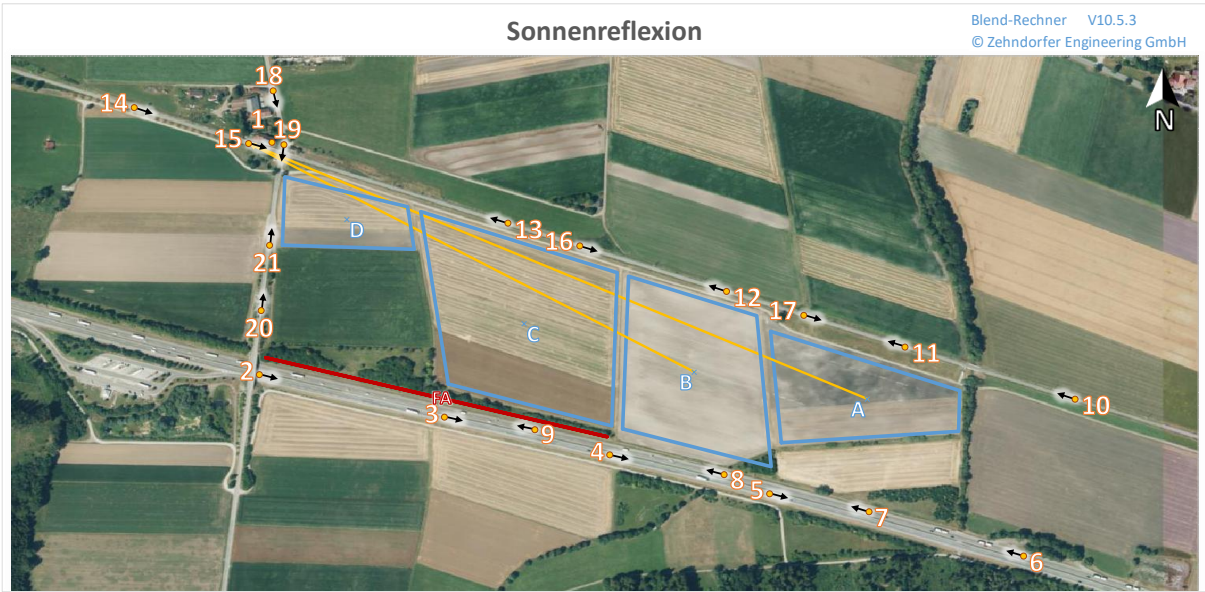 Sonnenreflexion
Blend-Rechner V10.5.3
© Zehndorfer Engineering GmbH
18
14
1
N
15
19
13
D
16
21
12
17
20
C
11
2
B
10
A
FA
3
9
4
8
5
7
6